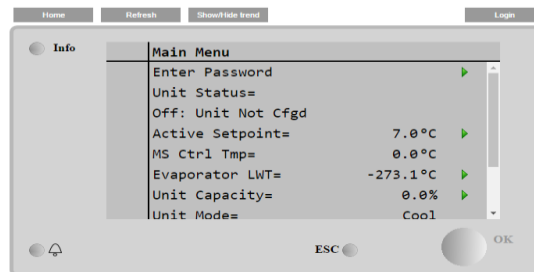 Home Refresh Show/Hide trend Login
Info
Main Menu
Enter Password
Unit Status=
Off: Unit Not Cfgd
Active Setpoint= 7.0°C
MS Ctrl Tmp= 0.0°C
Evaporator LWT= -273.1°C
Unit Capacity= 0.0%
Unit Mode= Cool
ESC OK